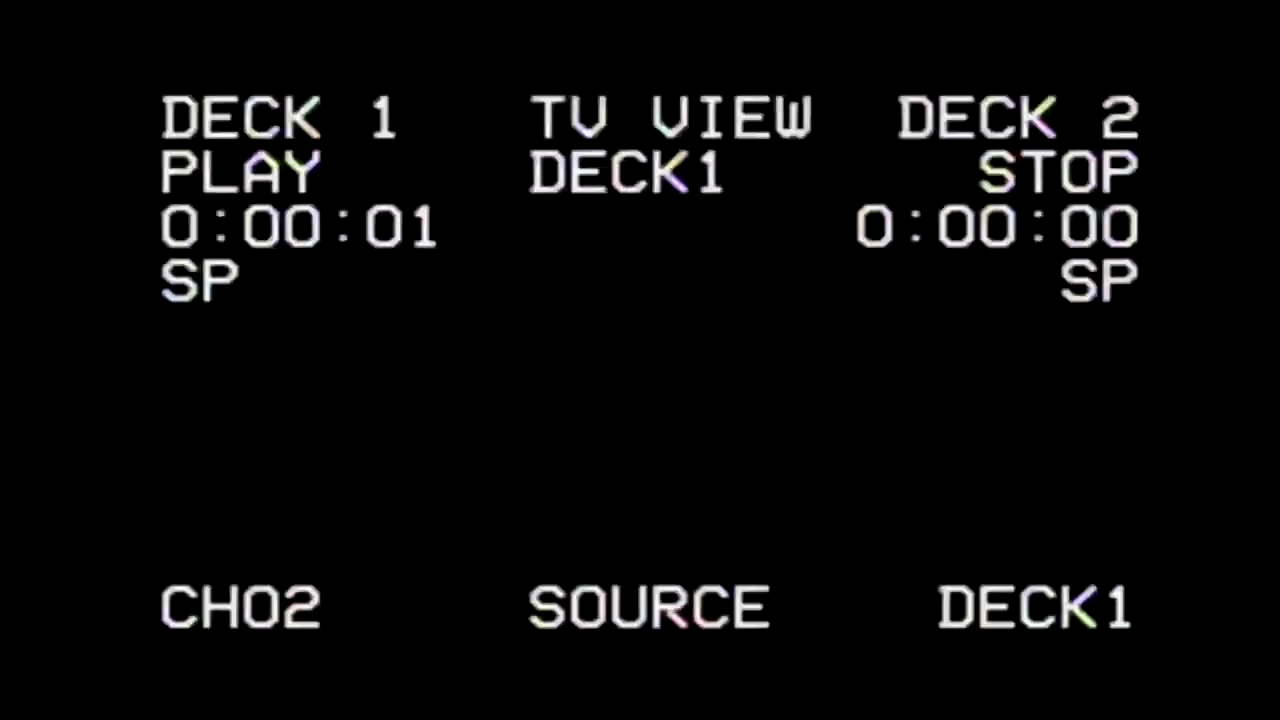 DECK 1 TV VIEW DECK 2
PLAY DECK1 STOP
0:00:01 0:00:00
SP SP
CH02 SOURCE DECK1